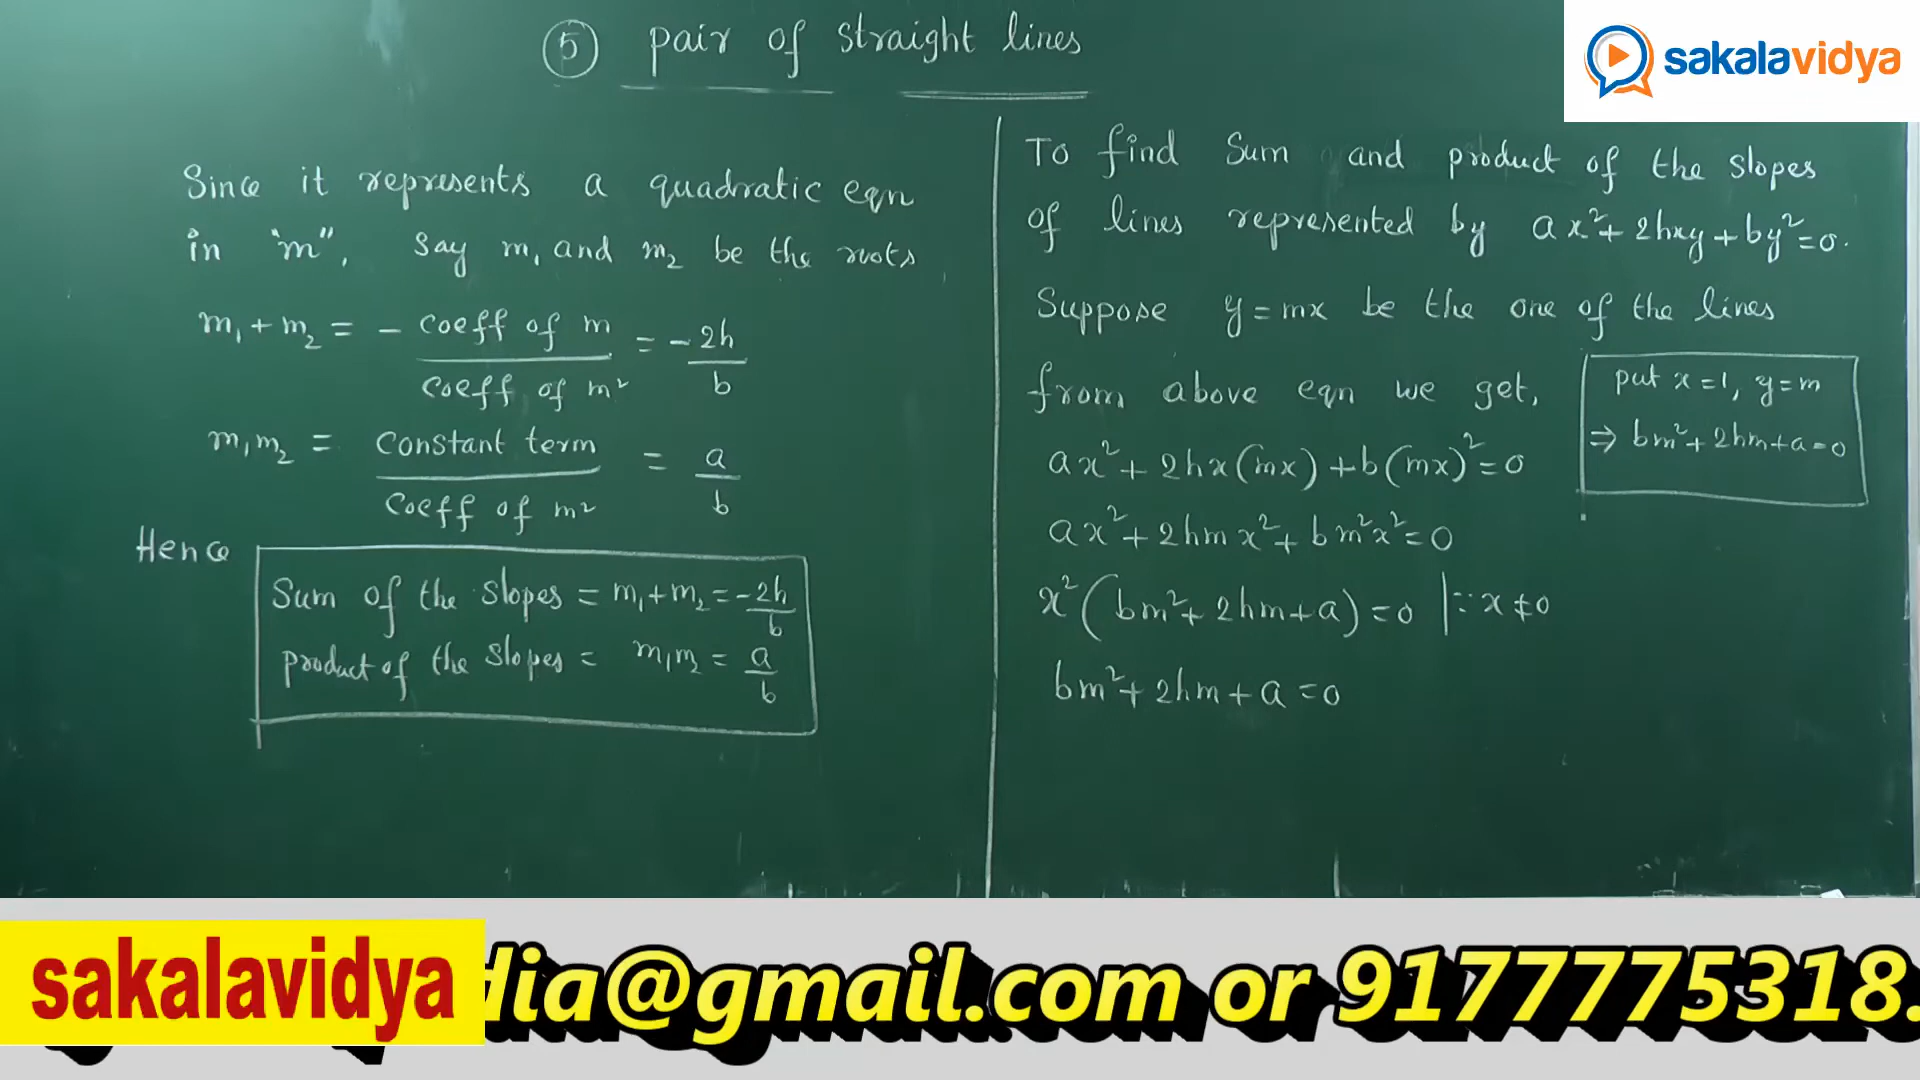 ⑤ pair of straight lines
sakalavidya
Since it represents a quadratic eqn
in "m", Say m₁ and m₂ be the roots
m₁ + m₂ = - coeff of m / coeff of m² = -2h / b
m₁m₂ = constant term / coeff of m² = a / b
Hence
Sum of the slopes = m₁+m₂ = -2h / b
product of the slopes = m₁m₂ = a / b
To find Sum and product of the slopes
of lines represented by ax²+2hxy+by²=0.
Suppose y=mx be the one of the lines
from above eqn we get,
put x=1, y=m
⇒ bm²+2hm+a=0
ax²+2hx(mx)+b(mx)²=0
ax²+2hmx²+bm²x²=0
x²(bm²+2hm+a)=0 | ∵ x≠0
bm²+2hm+a=0
sakalavidya
dia@gmail.com or 9177775318.